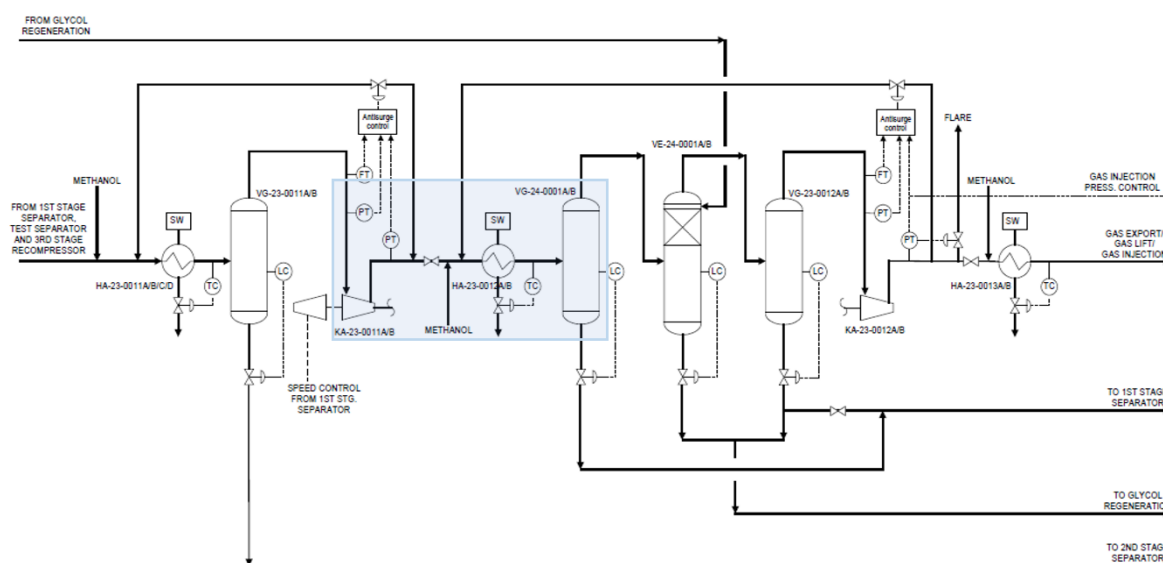 FROM GLYCOL
REGENERATION
Antisurge
control
Antisurge
control
FLARE
VE-24-0001A/B
METHANOL
VG-23-0011A/B
FT
VG-24-0001A/B
VG-23-0012A/B
FT
METHANOL
GAS INJECTION
PRESS. CONTROL
FROM 1ST STAGE
SEPARATOR,
TEST SEPARATOR
AND 3RD STAGE
RECOMPRESSOR
SW
PT
PT
SW
PT
PT
SW
GAS EXPORT/
GAS LIFT/
GAS INJECTION
HA-23-0011A/B/C/D
TC
LC
HA-23-0012A/B
TC
LC
LC
LC
HA-23-0013A/B
TC
KA-23-0011A/B
METHANOL
KA-23-0012A/B
SPEED CONTROL
FROM 1ST STG.
SEPARATOR
TO 1ST STAGE
SEPARATOR
TO GLYCOL
REGENERATIO
TO 2ND STAG
SEPARATOR